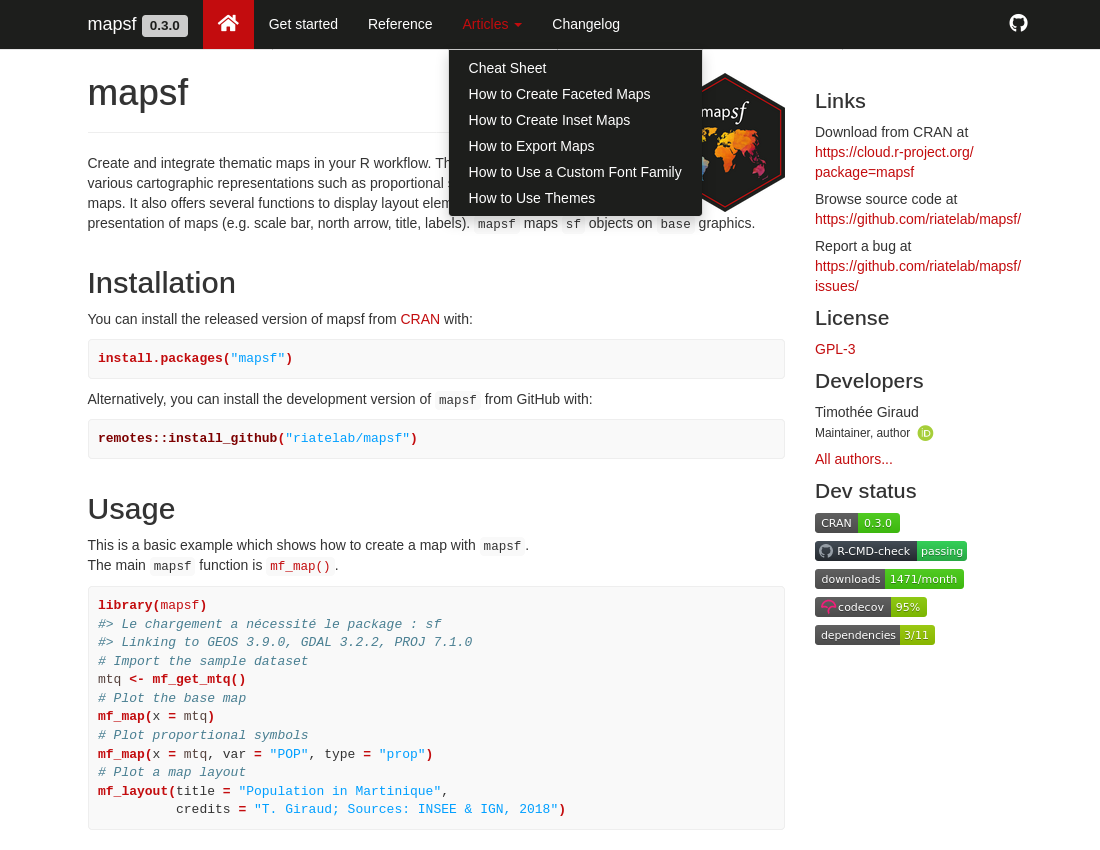 mapsf 0.3.0 Get started Reference Articles Changelog
Cheat Sheet
How to Create Faceted Maps
How to Create Inset Maps
How to Export Maps
How to Use a Custom Font Family
How to Use Themes
mapsf
mapsf
Create and integrate thematic maps in your R workflow. Th
various cartographic representations such as proportional
maps. It also offers several functions to display layout elem
presentation of maps (e.g. scale bar, north arrow, title, labels). mapsf maps sf objects on base graphics.
Installation
You can install the released version of mapsf from CRAN with:
install.packages("mapsf")
Alternatively, you can install the development version of mapsf from GitHub with:
remotes::install_github("riatelab/mapsf")
Usage
This is a basic example which shows how to create a map with mapsf.
The main mapsf function is mf_map().
library(mapsf)
#> Le chargement a nécessité le package : sf
#> Linking to GEOS 3.9.0, GDAL 3.2.2, PROJ 7.1.0
# Import the sample dataset
mtq <- mf_get_mtq()
# Plot the base map
mf_map(x = mtq)
# Plot proportional symbols
mf_map(x = mtq, var = "POP", type = "prop")
# Plot a map layout
mf_layout(title = "Population in Martinique",
credits = "T. Giraud; Sources: INSEE & IGN, 2018")
Links
Download from CRAN at
https://cloud.r-project.org/
package=mapsf
Browse source code at
https://github.com/riatelab/mapsf/
Report a bug at
https://github.com/riatelab/mapsf/
issues/
License
GPL-3
Developers
Timothée Giraud
Maintainer, author iD
All authors...
Dev status
CRAN 0.3.0
R-CMD-check passing
downloads 1471/month
codecov 95%
dependencies 3/11